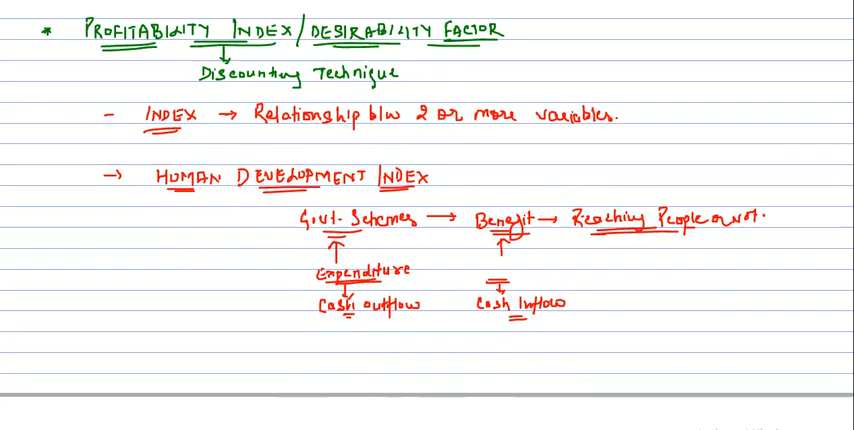 * PROFITABILITY INDEX / DESIRABILITY FACTOR
↓
Discounting Technique
- INDEX → Relationship b/w 2 or more variables.
→ HUMAN DEVELOPMENT INDEX
Govt. Schemes → Benefit → Reaching People or not.
↑ ↑
Expenditure
↓ ↓
Cash outflow Cash Inflow